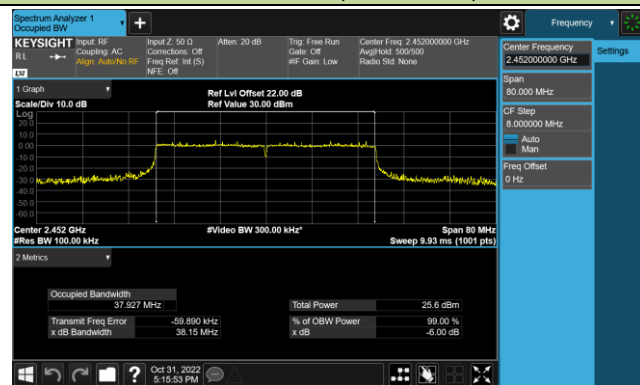 Spectrum Analyzer 1
Occupied BW
Frequency
KEYSIGHT
Input: RF
Input Z: 50 Ω
Atten: 20 dB
Trig: Free Run
Center Freq: 2.452000000 GHz
R L
Coupling: AC
Corrections: Off
Gate: Off
Avg|Hold: 500/500
Align: Auto/No RF
Freq Ref: Int (S)
#IF Gain: Low
Radio Std: None
NFE: Off
LXI
Center Frequency
2.452000000 GHz
Settings
Span
80.000 MHz
CF Step
8.000000 MHz
Auto
Man
Freq Offset
0 Hz
1 Graph
Ref Lvl Offset 22.00 dB
Scale/Div 10.0 dB
Ref Value 30.00 dBm
Log
20.0
10.0
0.00
-10.0
-20.0
-30.0
-40.0
-50.0
-60.0
Center 2.452 GHz
#Video BW 300.00 kHz*
Span 80 MHz
#Res BW 100.00 kHz
Sweep 9.93 ms (1001 pts)
2 Metrics
Occupied Bandwidth
37.927 MHz
Total Power
25.6 dBm
Transmit Freq Error
-59.890 kHz
% of OBW Power
99.00 %
x dB Bandwidth
38.15 MHz
x dB
-6.00 dB
?
Oct 31, 2022
5:15:53 PM